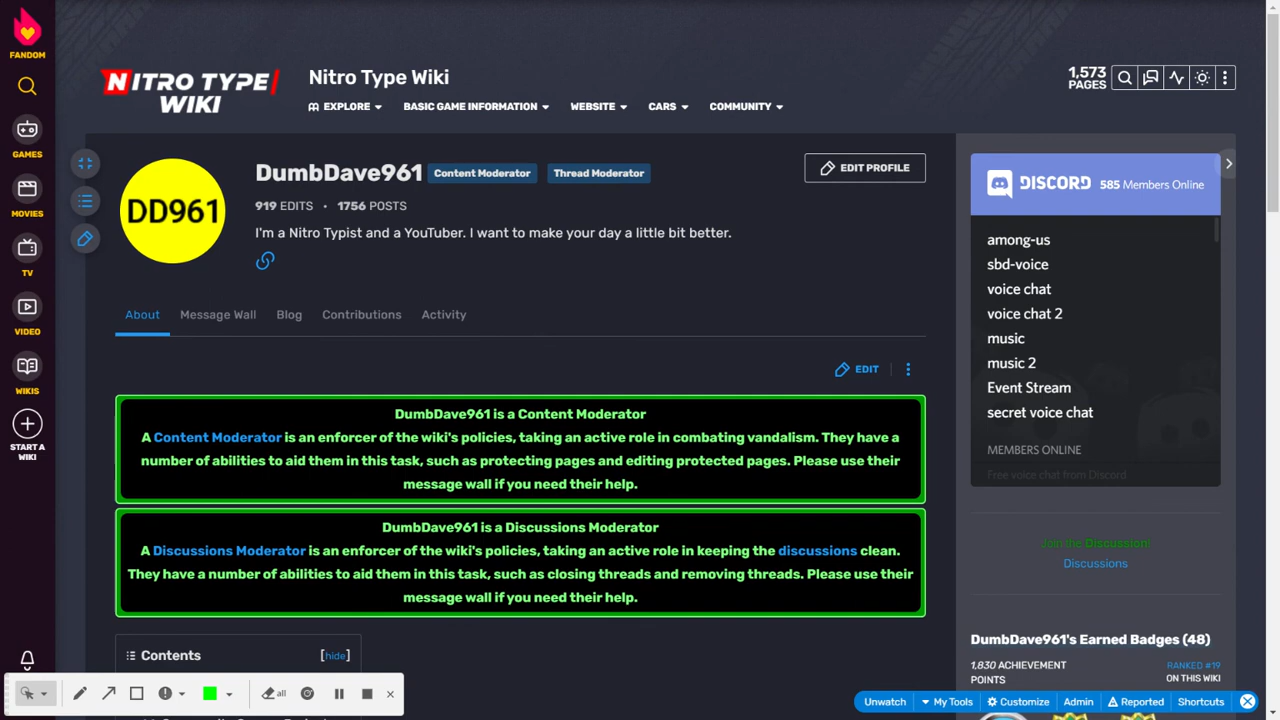 FANDOM
GAMES
MOVIES
TV
VIDEO
WIKIS
START A
WIKI
NITRO TYPE
WIKI
Nitro Type Wiki
EXPLORE
BASIC GAME INFORMATION
WEBSITE
CARS
COMMUNITY
1,573
PAGES
DD961
DumbDave961
Content Moderator
Thread Moderator
EDIT PROFILE
919 EDITS • 1756 POSTS
I'm a Nitro Typist and a YouTuber. I want to make your day a little bit better.
About
Message Wall
Blog
Contributions
Activity
EDIT
DumbDave961 is a Content Moderator
A Content Moderator is an enforcer of the wiki's policies, taking an active role in combating vandalism. They have a
number of abilities to aid them in this task, such as protecting pages and editing protected pages. Please use their
message wall if you need their help.
DumbDave961 is a Discussions Moderator
A Discussions Moderator is an enforcer of the wiki's policies, taking an active role in keeping the discussions clean.
They have a number of abilities to aid them in this task, such as closing threads and removing threads. Please use their
message wall if you need their help.
Contents [hide]
DISCORD 585 Members Online
among-us
sbd-voice
voice chat
voice chat 2
music
music 2
Event Stream
secret voice chat
MEMBERS ONLINE
Free voice chat from Discord
Join the Discussion!
Discussions
DumbDave961's Earned Badges (48)
1,830 ACHIEVEMENT
POINTS
RANKED #19
ON THIS WIKI
all
Unwatch
My Tools
Customize
Admin
Reported
Shortcuts